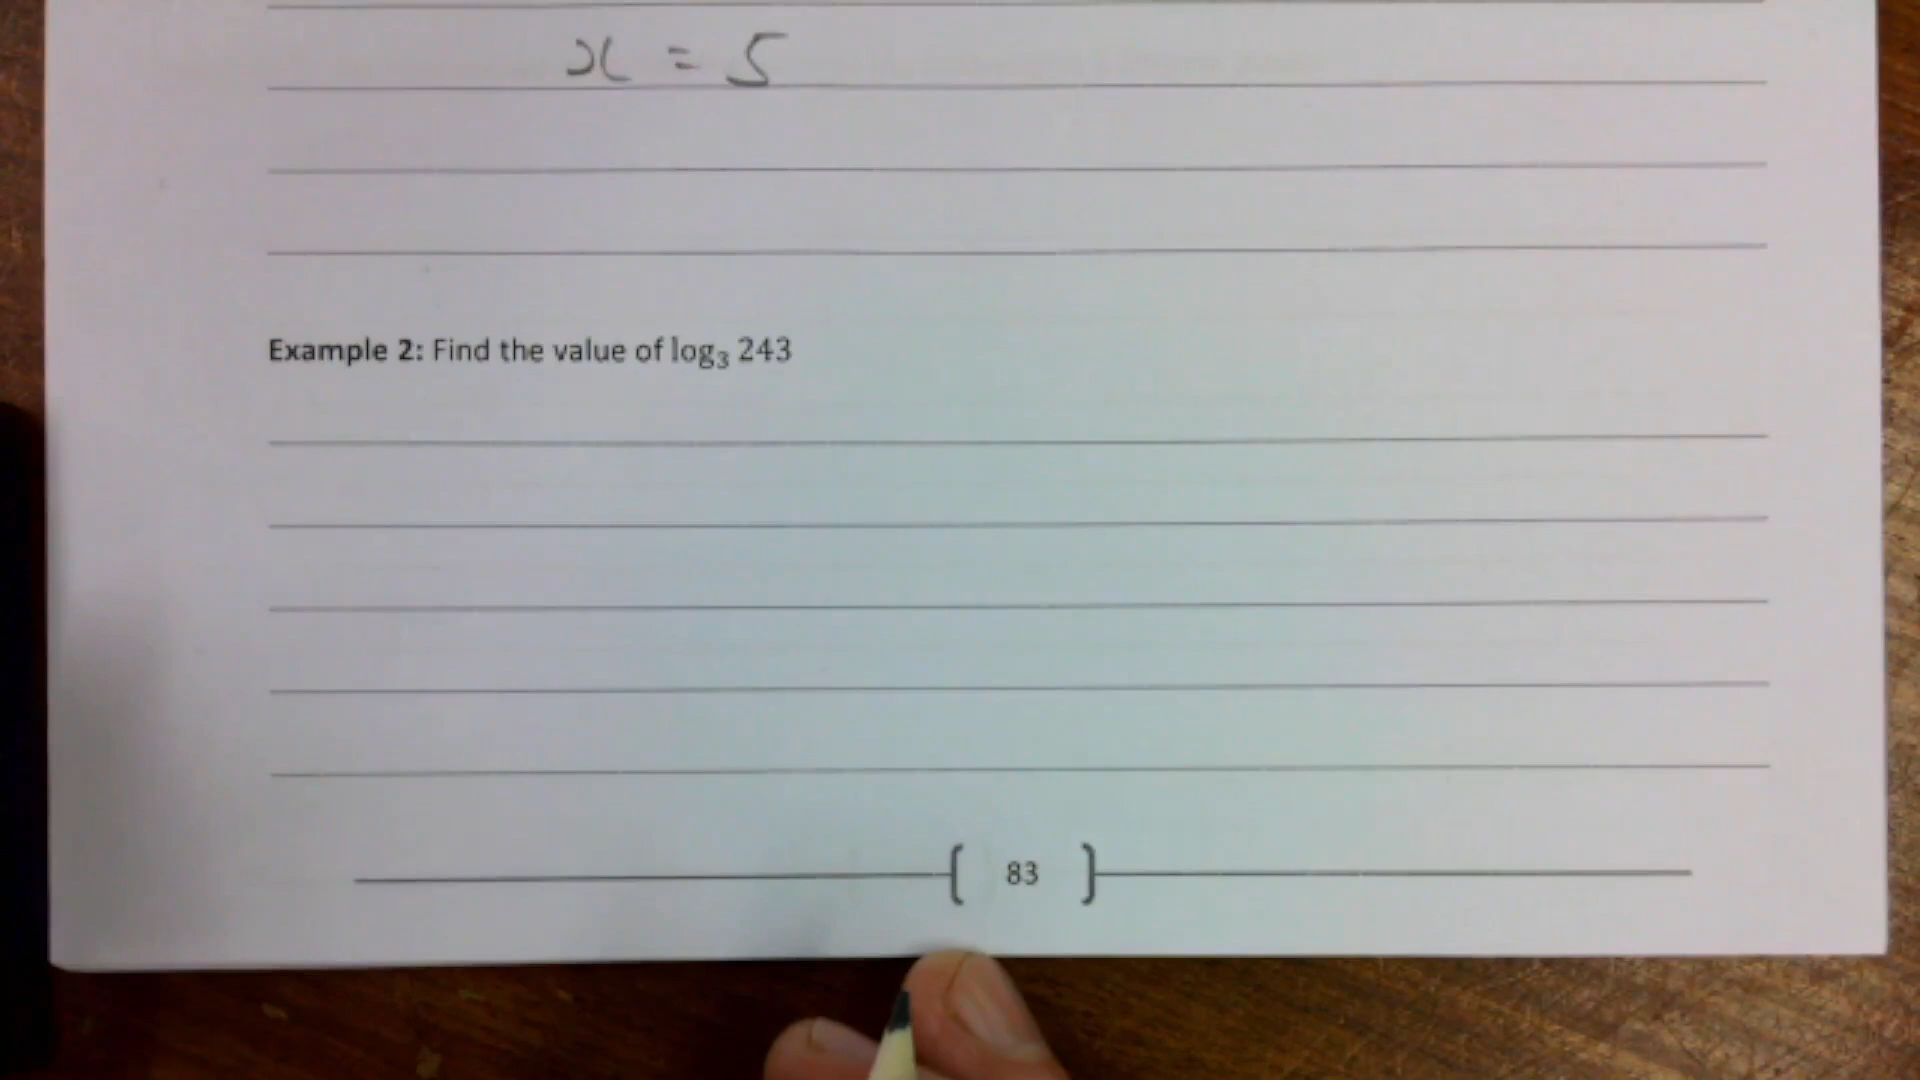 x = 5
Example 2: Find the value of log₃ 243
83